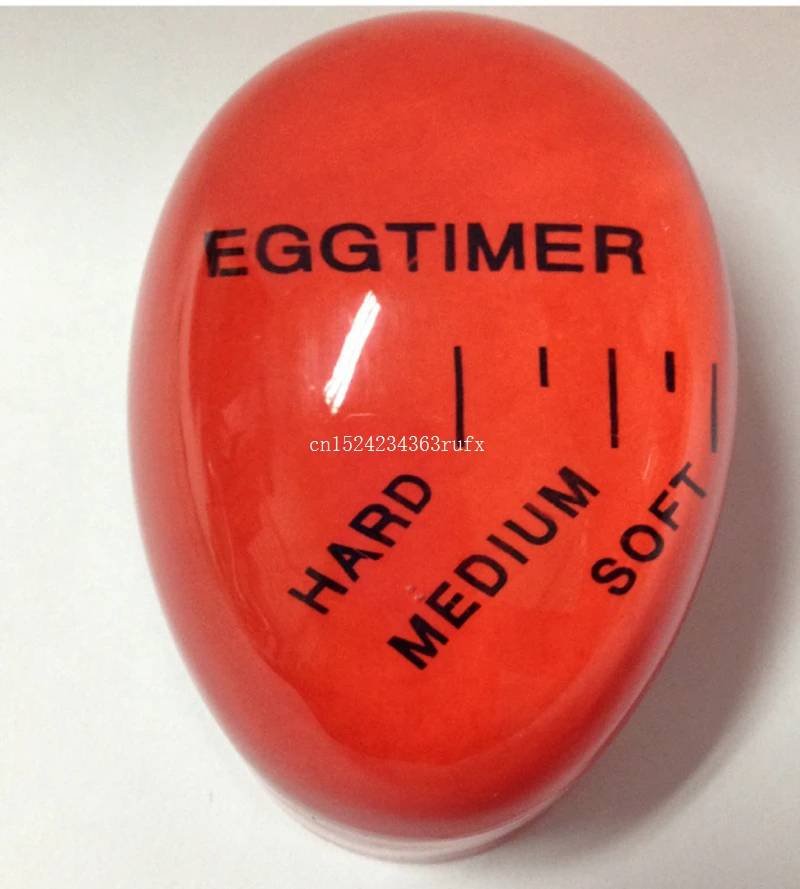 EGGTIMER
cn1524234363rufx
HARD
MEDIUM
SOFT